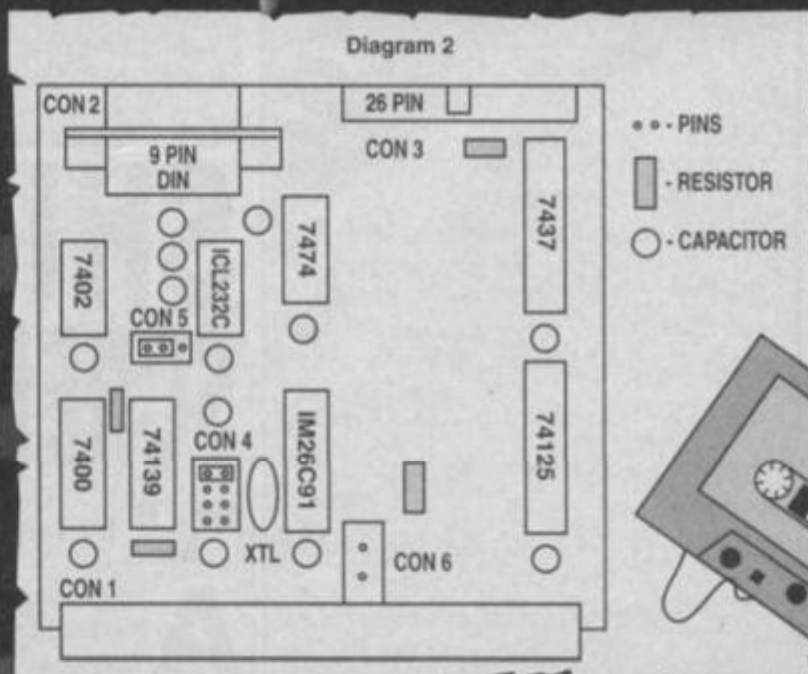 Diagram 2
CON 2
26 PIN
9 PIN
DIN
CON 3
• • - PINS
- RESISTOR
- CAPACITOR
7402
ICL232C
7474
7437
CON 5
7400
74139
CON 4
IM26C91
74125
XTL
CON 6
CON 1